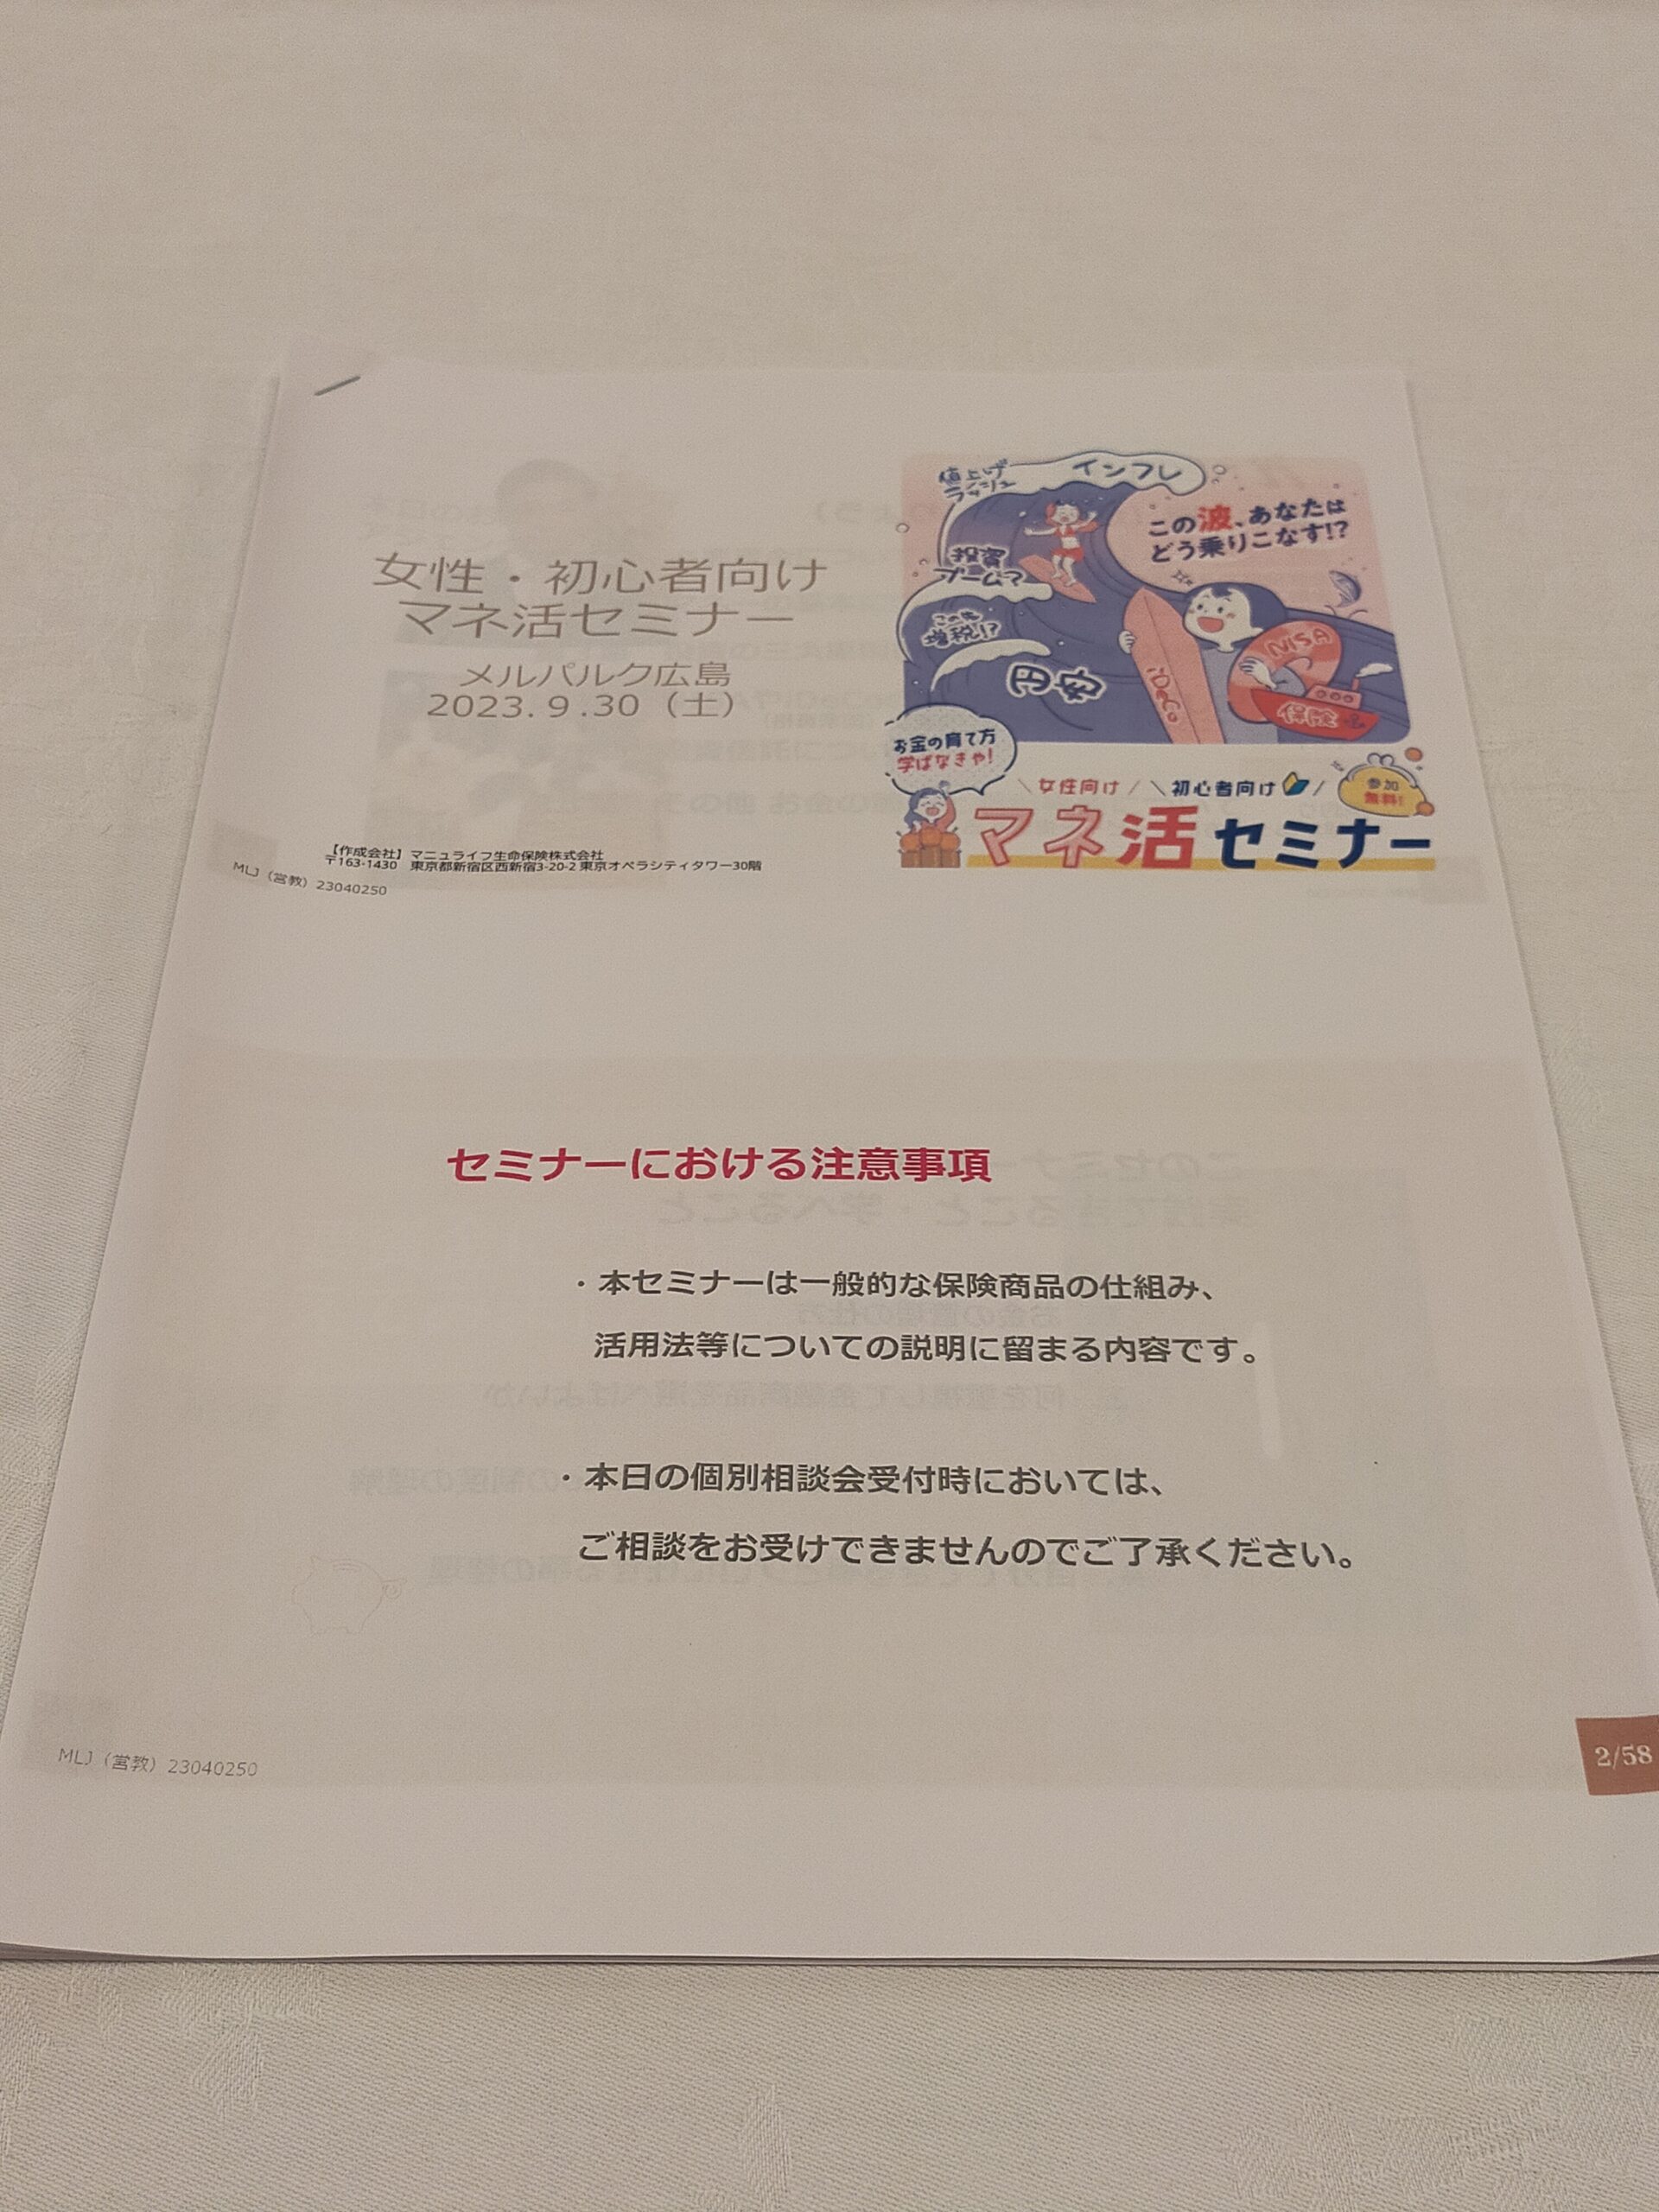 女性・初心者向け
マネ活セミナー
メルパルク広島
2023.9.30（土）
【作成会社】マニュライフ生命保険株式会社
〒163-1430　東京都新宿区西新宿3-20-2 東京オペラシティタワー30階
MLJ（営教）23040250
値上げ
ラッシュ
インフレ
この波、あなたは
どう乗りこなす!?
投資
ブーム?
この先
増税!?
円安
iDeCo
NISA
保険
お金の育て方
学ばなきゃ!
\ 女性向け / \ 初心者向け /
参加
無料!
マネ活セミナー
セミナーにおける注意事項
・本セミナーは一般的な保険商品の仕組み、
活用法等についての説明に留まる内容です。
・本日の個別相談会受付時においては、
ご相談をお受けできませんのでご了承ください。
MLJ（営教）23040250
2/58